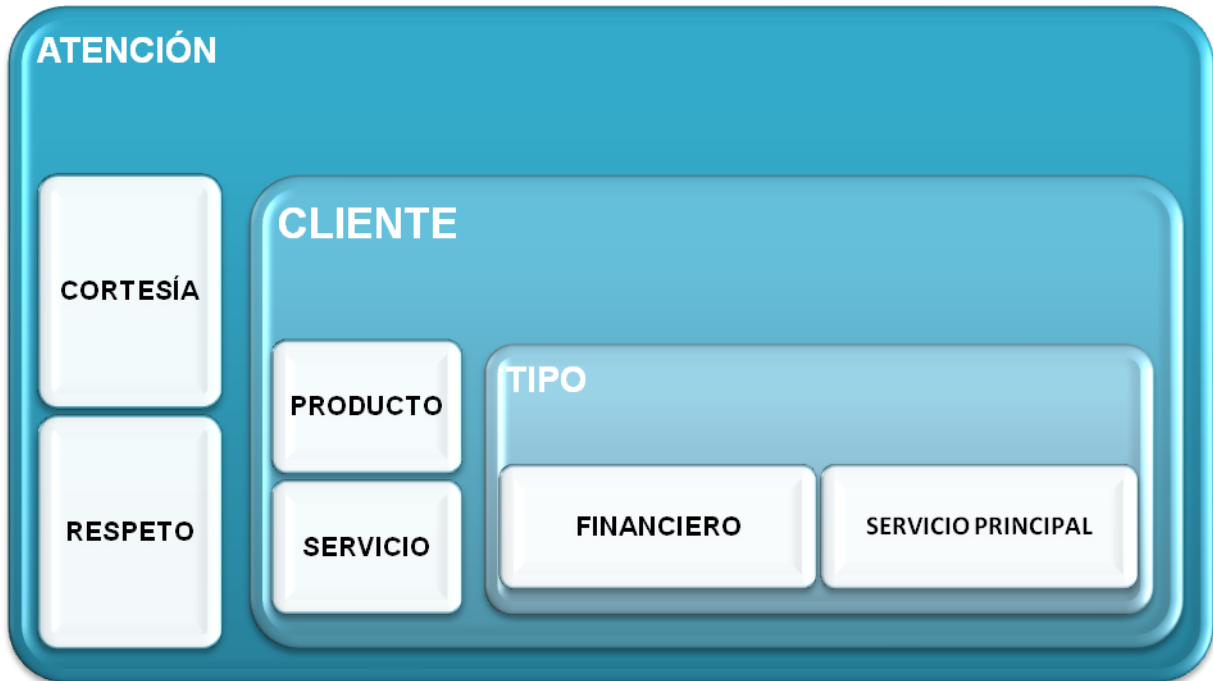 ATENCIÓN
CORTESÍA
RESPETO
CLIENTE
PRODUCTO
SERVICIO
TIPO
FINANCIERO
SERVICIO PRINCIPAL